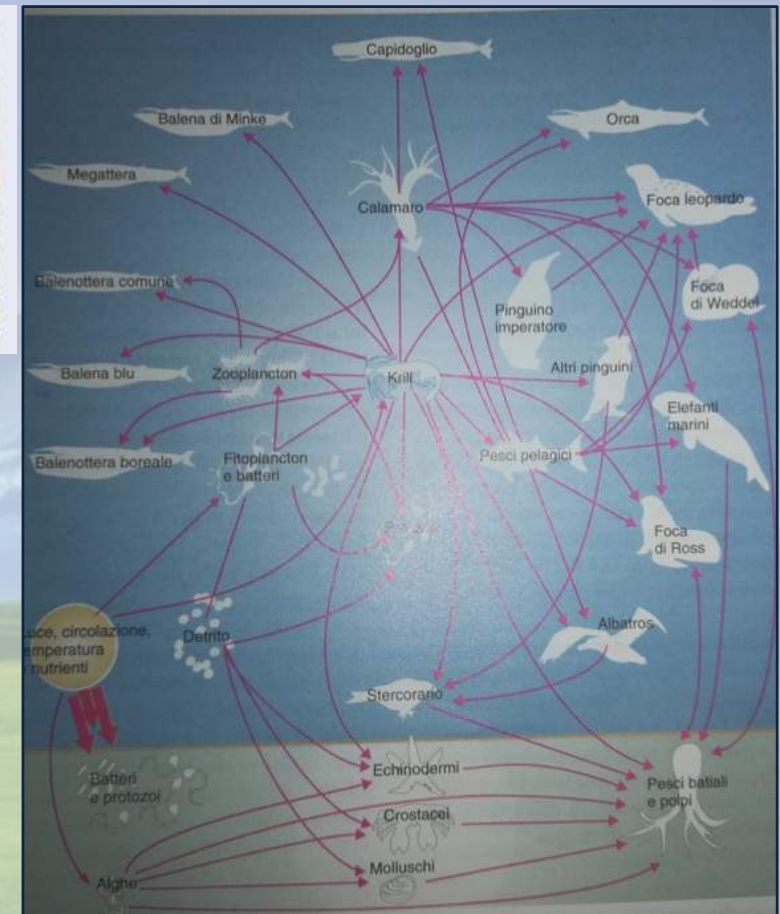 Capidoglio
Balena di Minke
Orca
Megattera
Foca leopardo
Calamaro
Balenottera comune
Foca
di Weddel
Pinguino
imperatore
Balena blu
Zooplancton
Krill
Altri pinguini
Elefanti
marini
Balenottera boreale
Fitoplancton
e batteri
Pesci pelagici
Foca
di Ross
Luce, circolazione,
temperatura
nutrienti
Detrito
Albatros
Stercorario
Batteri
e protozoi
Echinodermi
Pesci batiali
e polpi
Crostacei
Molluschi
Alghe